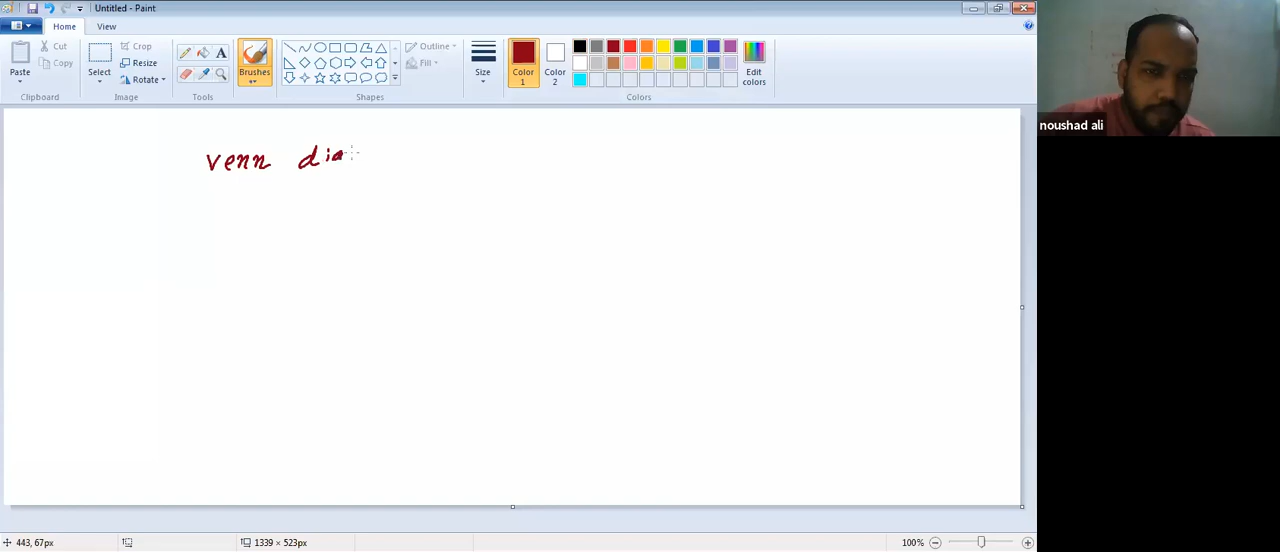 Untitled - Paint
Home View
Paste
Cut
Copy
Clipboard
Select
Crop
Resize
Rotate
Image
Tools
Brushes
Outline
Fill
Shapes
Size
Color 1
Color 2
Edit colors
Colors
noushad ali
venn dia
443, 67px
1339 × 523px
100%